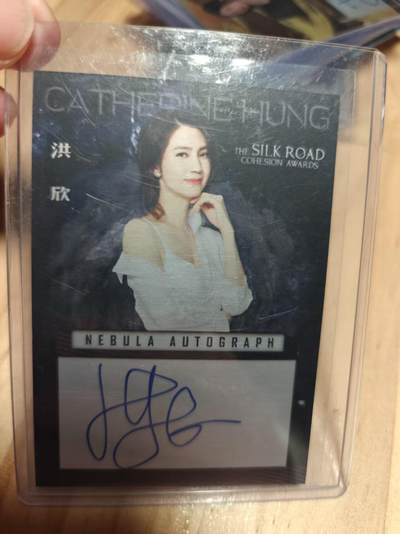 CATHERINE HUNG
洪欣
THE SILK ROAD
COHESION AWARDS
NEBULA AUTOGRAPH